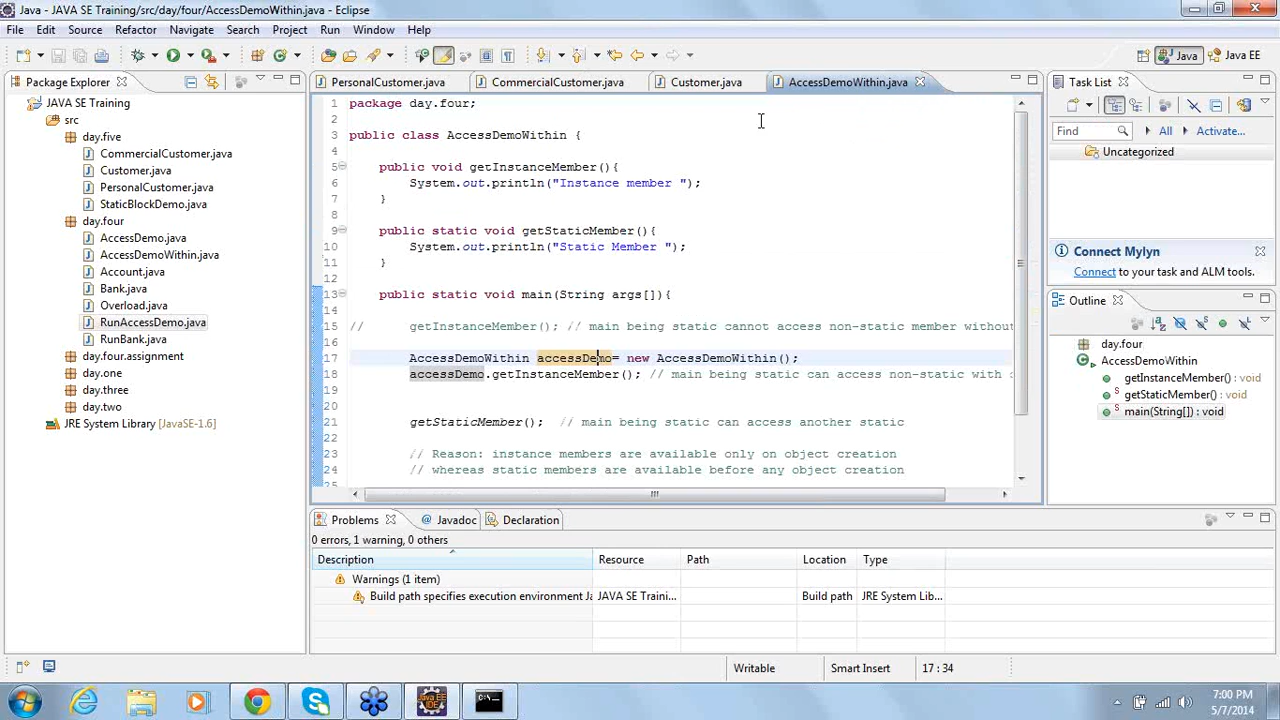 Java - JAVA SE Training/src/day/four/AccessDemoWithin.java - Eclipse
File Edit Source Refactor Navigate Search Project Run Window Help
Java Java EE
Package Explorer
JAVA SE Training
src
day.five
CommercialCustomer.java
Customer.java
PersonalCustomer.java
StaticBlockDemo.java
day.four
AccessDemo.java
AccessDemoWithin.java
Account.java
Bank.java
Overload.java
RunAccessDemo.java
RunBank.java
day.four.assignment
day.one
day.three
day.two
JRE System Library [JavaSE-1.6]
PersonalCustomer.java CommercialCustomer.java Customer.java AccessDemoWithin.java
1 package day.four;
2
3 public class AccessDemoWithin {
4
5 public void getInstanceMember(){
6 System.out.println("Instance member ");
7 }
8
9 public static void getStaticMember(){
10 System.out.println("Static Member ");
11 }
12
13 public static void main(String args[]){
14
15 // getInstanceMember(); // main being static cannot access non-static member without
16
17 AccessDemoWithin accessDemo= new AccessDemoWithin();
18 accessDemo.getInstanceMember(); // main being static can access non-static with
19
20
21 getStaticMember(); // main being static can access another static
22
23 // Reason: instance members are available only on object creation
24 // whereas static members are available before any object creation
25
Task List
Find All Activate...
Uncategorized
Connect Mylyn
Connect to your task and ALM tools.
Outline
day.four
AccessDemoWithin
getInstanceMember() : void
getStaticMember() : void
main(String[]) : void
Problems @ Javadoc Declaration
0 errors, 1 warning, 0 others
Description Resource Path Location Type
Warnings (1 item)
Build path specifies execution environment Ja JAVA SE Traini... Build path JRE System Lib...
Writable Smart Insert 17 : 34
7:00 PM
5/7/2014